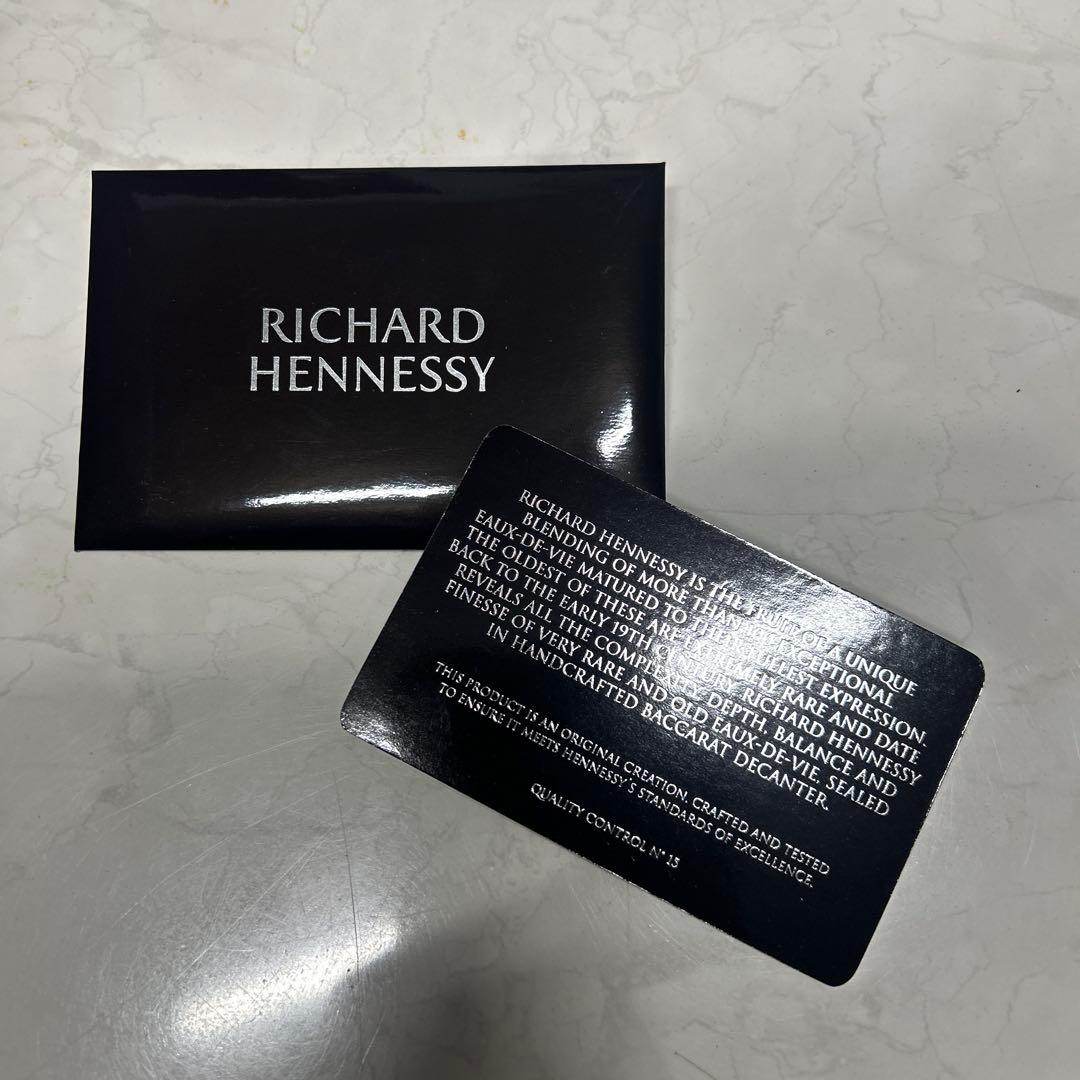 RICHARD
HENNESSY
RICHARD HENNESSY IS THE FRUIT OF A UNIQUE
BLENDING OF MORE THAN 100 EXCEPTIONAL
EAUX-DE-VIE MATURED TO THEIR FULLEST EXPRESSION.
THE OLDEST OF THESE ARE EXTREMELY RARE AND DATE
BACK TO THE EARLY 19TH CENTURY. RICHARD HENNESSY
REVEALS ALL THE COMPLEXITY, DEPTH, BALANCE AND
FINESSE OF VERY RARE AND OLD EAUX-DE-VIE, SEALED
IN HANDCRAFTED BACCARAT DECANTER.
THIS PRODUCT IS AN ORIGINAL CREATION, CRAFTED AND TESTED
TO ENSURE IT MEETS HENNESSY'S STANDARDS OF EXCELLENCE.
QUALITY CONTROL N° 15